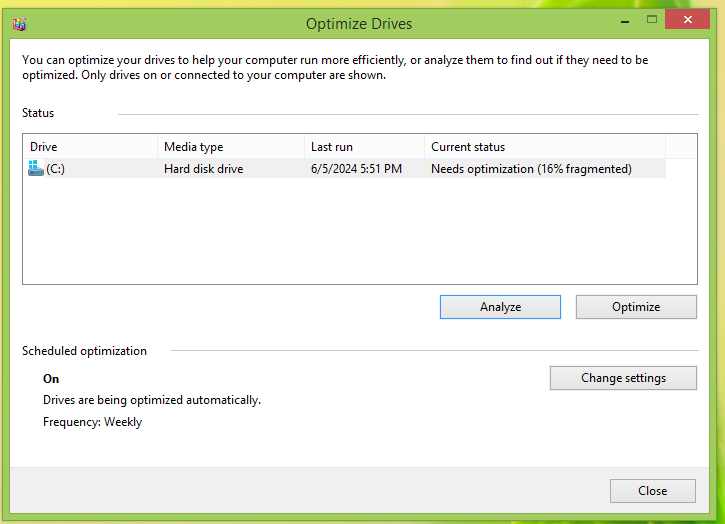 Optimize Drives
You can optimize your drives to help your computer run more efficiently, or analyze them to find out if they need to be
optimized. Only drives on or connected to your computer are shown.
Status
Drive Media type Last run Current status
(C:) Hard disk drive 6/5/2024 5:51 PM Needs optimization (16% fragmented)
Analyze Optimize
Scheduled optimization
On Change settings
Drives are being optimized automatically.
Frequency: Weekly
Close